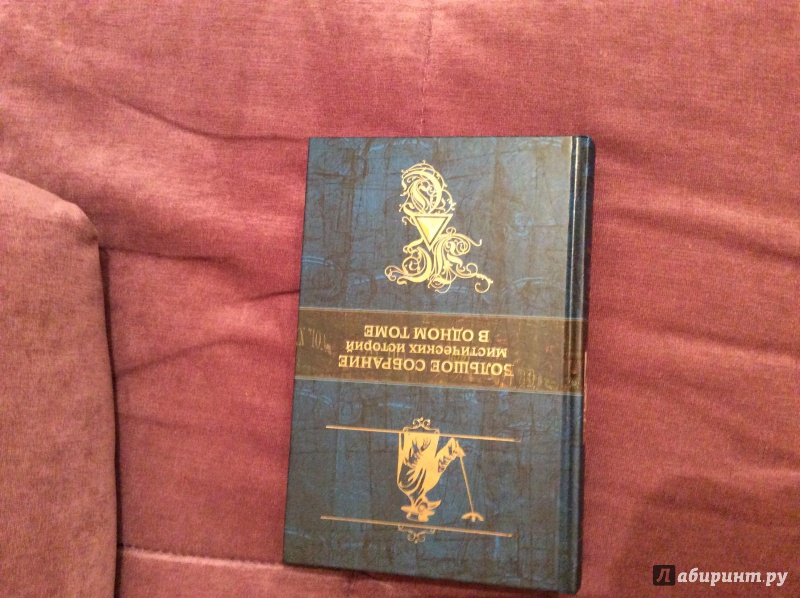 БОЛЬШОЕ СОБРАНИЕ
МИСТИЧЕСКИХ ИСТОРИЙ
В ОДНОМ ТОМЕ
Лабиринт.ру